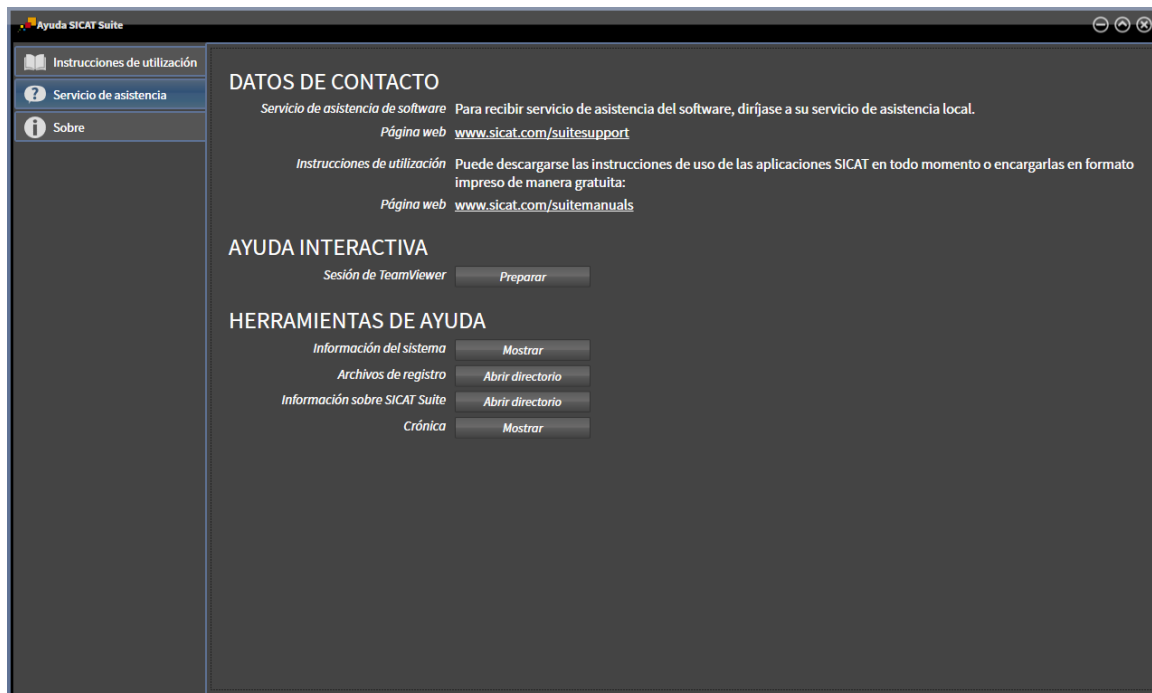 Ayuda SICAT Suite
Instrucciones de utilización
Servicio de asistencia
Sobre
DATOS DE CONTACTO
Servicio de asistencia de software Para recibir servicio de asistencia del software, diríjase a su servicio de asistencia local.
Página web www.sicat.com/suitesupport
Instrucciones de utilización Puede descargarse las instrucciones de uso de las aplicaciones SICAT en todo momento o encargarlas en formato
impreso de manera gratuita:
Página web www.sicat.com/suitemanuals
AYUDA INTERACTIVA
Sesión de TeamViewer Preparar
HERRAMIENTAS DE AYUDA
Información del sistema Mostrar
Archivos de registro Abrir directorio
Información sobre SICAT Suite Abrir directorio
Crónica Mostrar